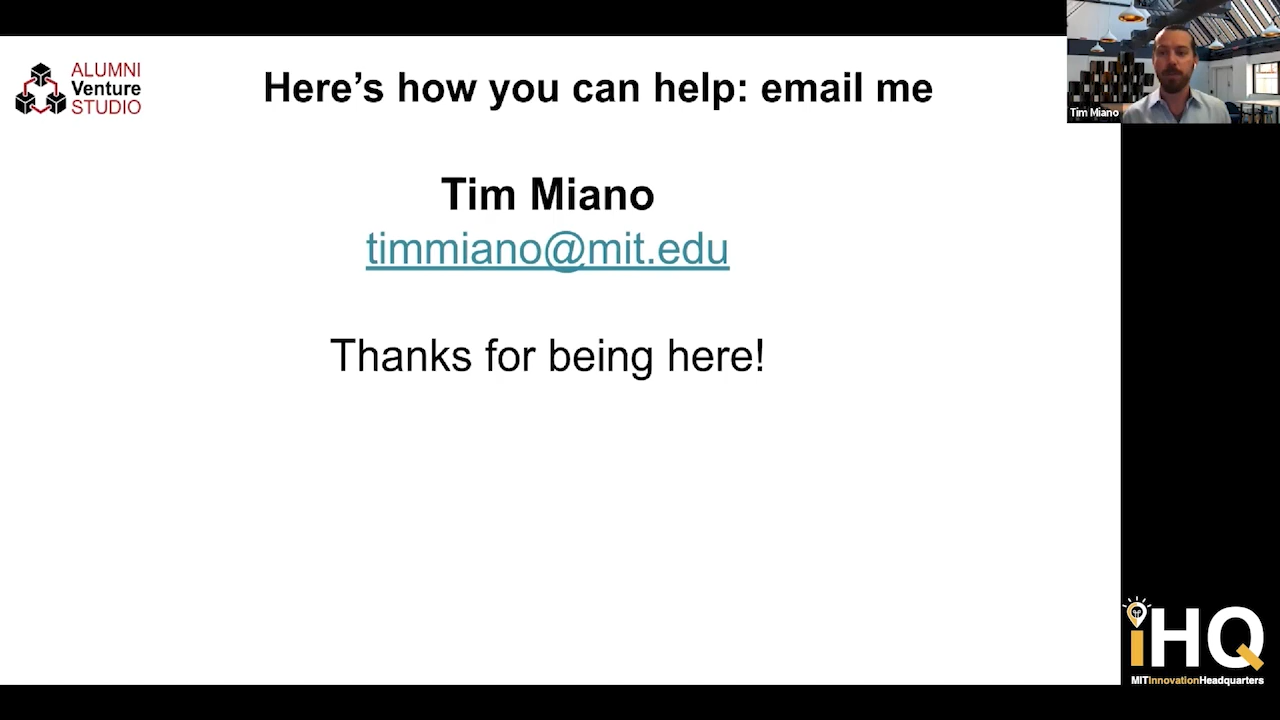 ALUMNI
Venture
STUDIO
Here's how you can help: email me
Tim Miano
Tim Miano
timmiano@mit.edu
Thanks for being here!
iHQ
MITInnovationHeadquarters